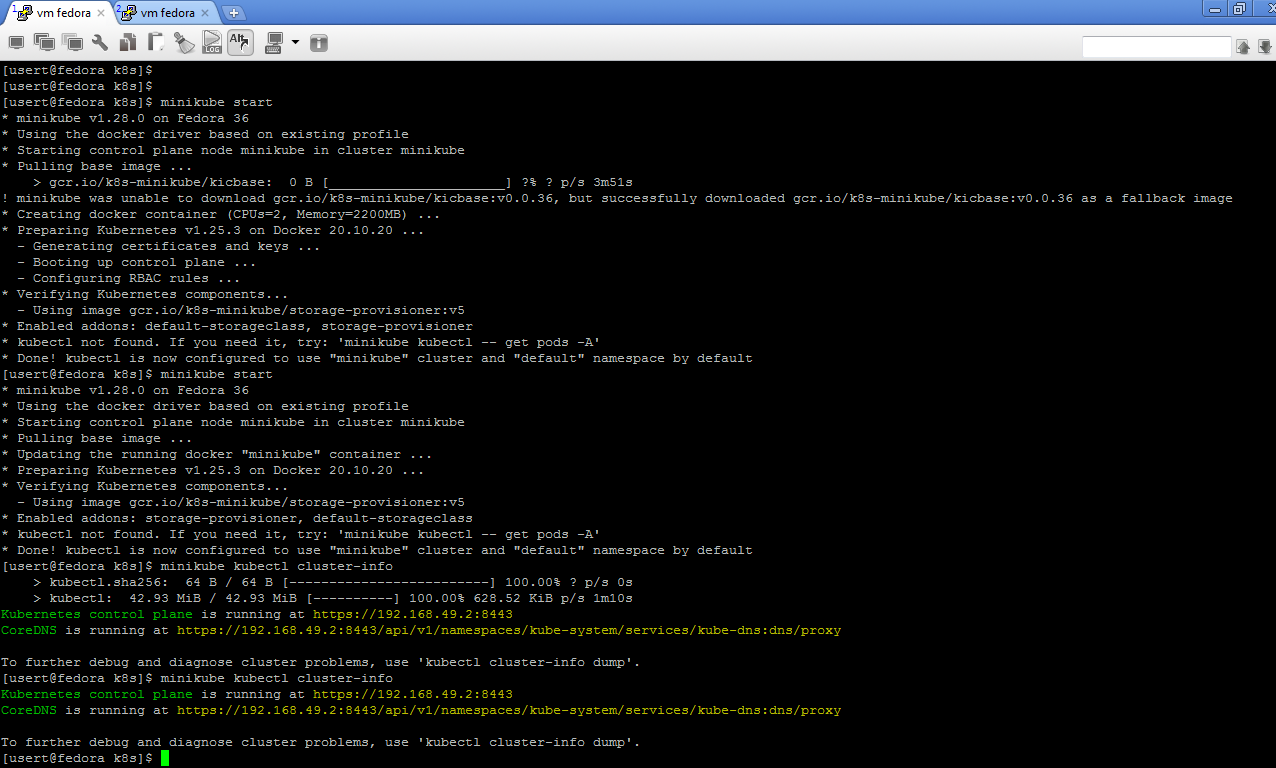 1 vm fedora
2 vm fedora
LOG
Alt
[usert@fedora k8s]$
[usert@fedora k8s]$
[usert@fedora k8s]$ minikube start
* minikube v1.28.0 on Fedora 36
* Using the docker driver based on existing profile
* Starting control plane node minikube in cluster minikube
* Pulling base image ...
    > gcr.io/k8s-minikube/kicbase:  0 B [______________________] ?% ? p/s 3m51s
! minikube was unable to download gcr.io/k8s-minikube/kicbase:v0.0.36, but successfully downloaded gcr.io/k8s-minikube/kicbase:v0.0.36 as a fallback image
* Creating docker container (CPUs=2, Memory=2200MB) ...
* Preparing Kubernetes v1.25.3 on Docker 20.10.20 ...
  - Generating certificates and keys ...
  - Booting up control plane ...
  - Configuring RBAC rules ...
* Verifying Kubernetes components...
  - Using image gcr.io/k8s-minikube/storage-provisioner:v5
* Enabled addons: default-storageclass, storage-provisioner
* kubectl not found. If you need it, try: 'minikube kubectl -- get pods -A'
* Done! kubectl is now configured to use "minikube" cluster and "default" namespace by default
[usert@fedora k8s]$ minikube start
* minikube v1.28.0 on Fedora 36
* Using the docker driver based on existing profile
* Starting control plane node minikube in cluster minikube
* Pulling base image ...
* Updating the running docker "minikube" container ...
* Preparing Kubernetes v1.25.3 on Docker 20.10.20 ...
* Verifying Kubernetes components...
  - Using image gcr.io/k8s-minikube/storage-provisioner:v5
* Enabled addons: storage-provisioner, default-storageclass
* kubectl not found. If you need it, try: 'minikube kubectl -- get pods -A'
* Done! kubectl is now configured to use "minikube" cluster and "default" namespace by default
[usert@fedora k8s]$ minikube kubectl cluster-info
    > kubectl.sha256:  64 B / 64 B [-------------------------] 100.00% ? p/s 0s
    > kubectl:  42.93 MiB / 42.93 MiB [----------] 100.00% 628.52 KiB p/s 1m10s
Kubernetes control plane is running at https://192.168.49.2:8443
CoreDNS is running at https://192.168.49.2:8443/api/v1/namespaces/kube-system/services/kube-dns:dns/proxy
To further debug and diagnose cluster problems, use 'kubectl cluster-info dump'.
[usert@fedora k8s]$ minikube kubectl cluster-info
Kubernetes control plane is running at https://192.168.49.2:8443
CoreDNS is running at https://192.168.49.2:8443/api/v1/namespaces/kube-system/services/kube-dns:dns/proxy
To further debug and diagnose cluster problems, use 'kubectl cluster-info dump'.
[usert@fedora k8s]$